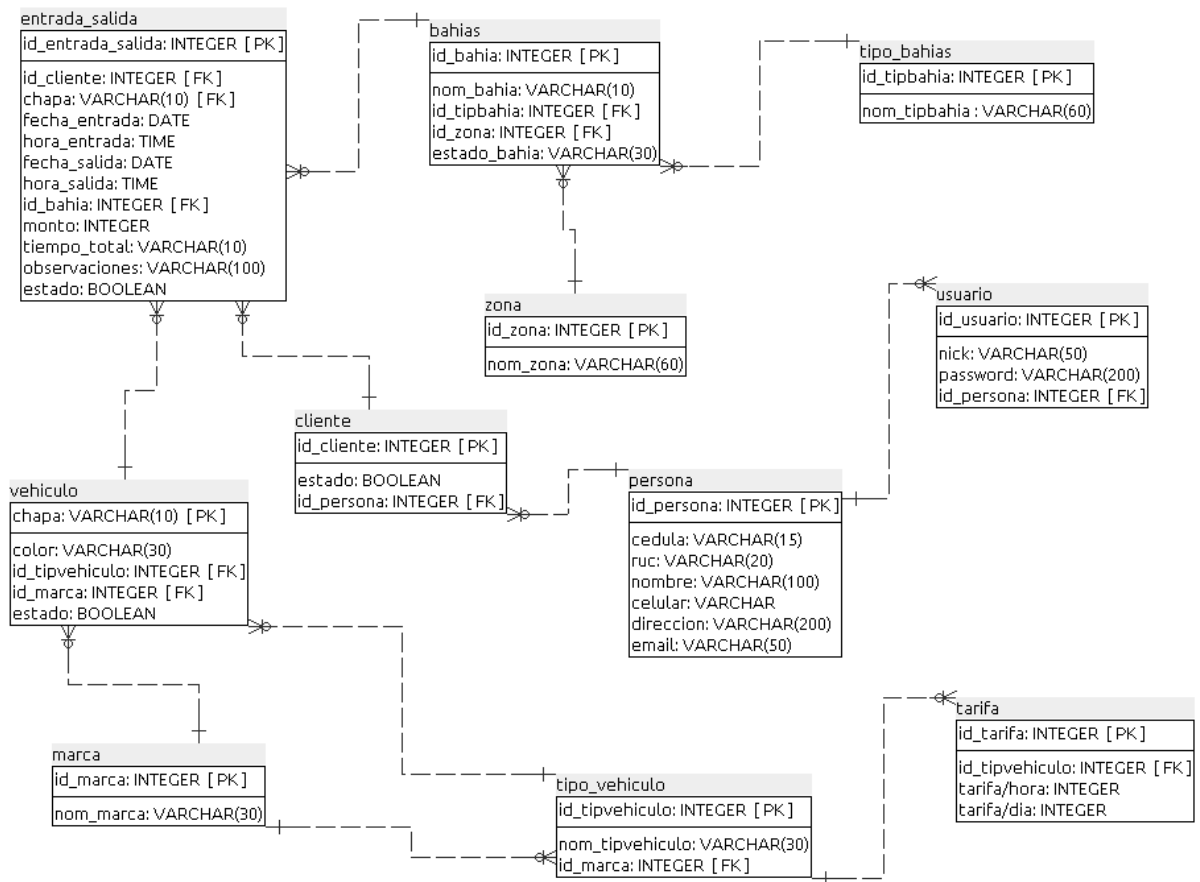 entrada_salida
id_entrada_salida: INTEGER [PK]
id_cliente: INTEGER [FK]
chapa: VARCHAR(10) [FK]
fecha_entrada: DATE
hora_entrada: TIME
fecha_salida: DATE
hora_salida: TIME
id_bahia: INTEGER [FK]
monto: INTEGER
tiempo_total: VARCHAR(10)
observaciones: VARCHAR(100)
estado: BOOLEAN
bahias
id_bahia: INTEGER [PK]
nom_bahia: VARCHAR(10)
id_tipbahia: INTEGER [FK]
id_zona: INTEGER [FK]
estado_bahia: VARCHAR(30)
tipo_bahias
id_tipbahia: INTEGER [PK]
nom_tipbahia : VARCHAR(60)
zona
id_zona: INTEGER [PK]
nom_zona: VARCHAR(60)
usuario
id_usuario: INTEGER [PK]
nick: VARCHAR(50)
password: VARCHAR(200)
id_persona: INTEGER [FK]
cliente
id_cliente: INTEGER [PK]
estado: BOOLEAN
id_persona: INTEGER [FK]
persona
id_persona: INTEGER [PK]
cedula: VARCHAR(15)
ruc: VARCHAR(20)
nombre: VARCHAR(100)
celular: VARCHAR
direccion: VARCHAR(200)
email: VARCHAR(50)
vehiculo
chapa: VARCHAR(10) [PK]
color: VARCHAR(30)
id_tipvehiculo: INTEGER [FK]
id_marca: INTEGER [FK]
estado: BOOLEAN
marca
id_marca: INTEGER [PK]
nom_marca: VARCHAR(30)
tipo_vehiculo
id_tipvehiculo: INTEGER [PK]
nom_tipvehiculo: VARCHAR(30)
id_marca: INTEGER [FK]
tarifa
id_tarifa: INTEGER [PK]
id_tipvehiculo: INTEGER [FK]
tarifa/hora: INTEGER
tarifa/dia: INTEGER